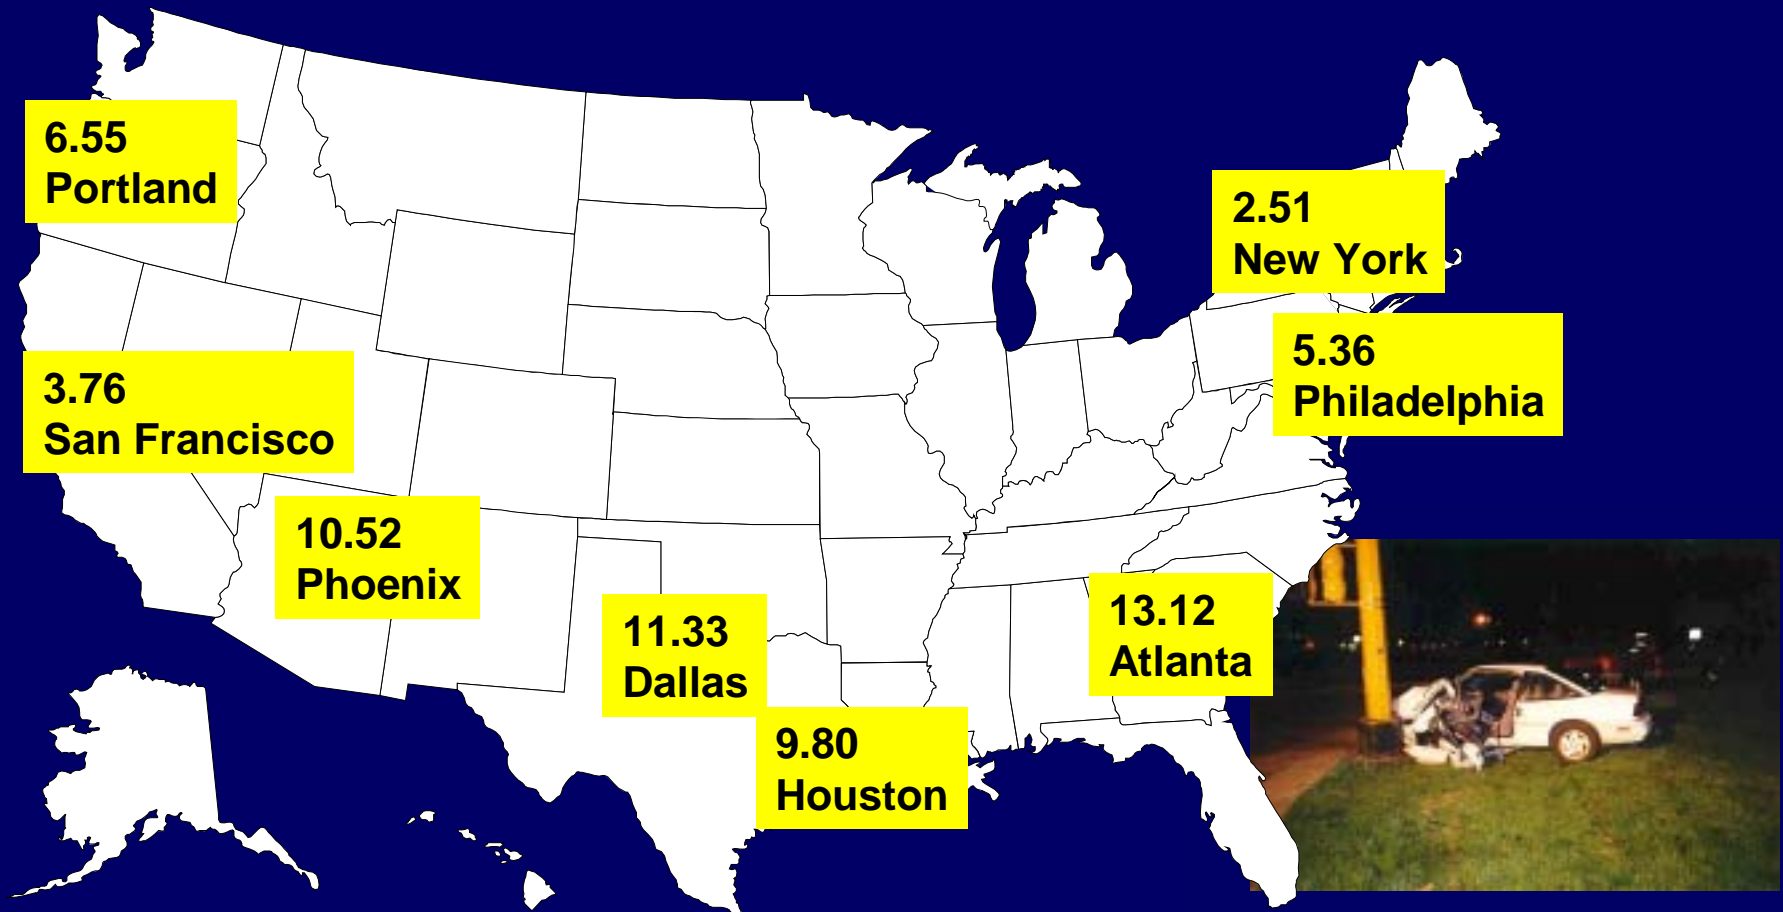 6.55
Portland
2.51
New York
5.36
Philadelphia
3.76
San Francisco
10.52
Phoenix
11.33
Dallas
13.12
Atlanta
9.80
Houston